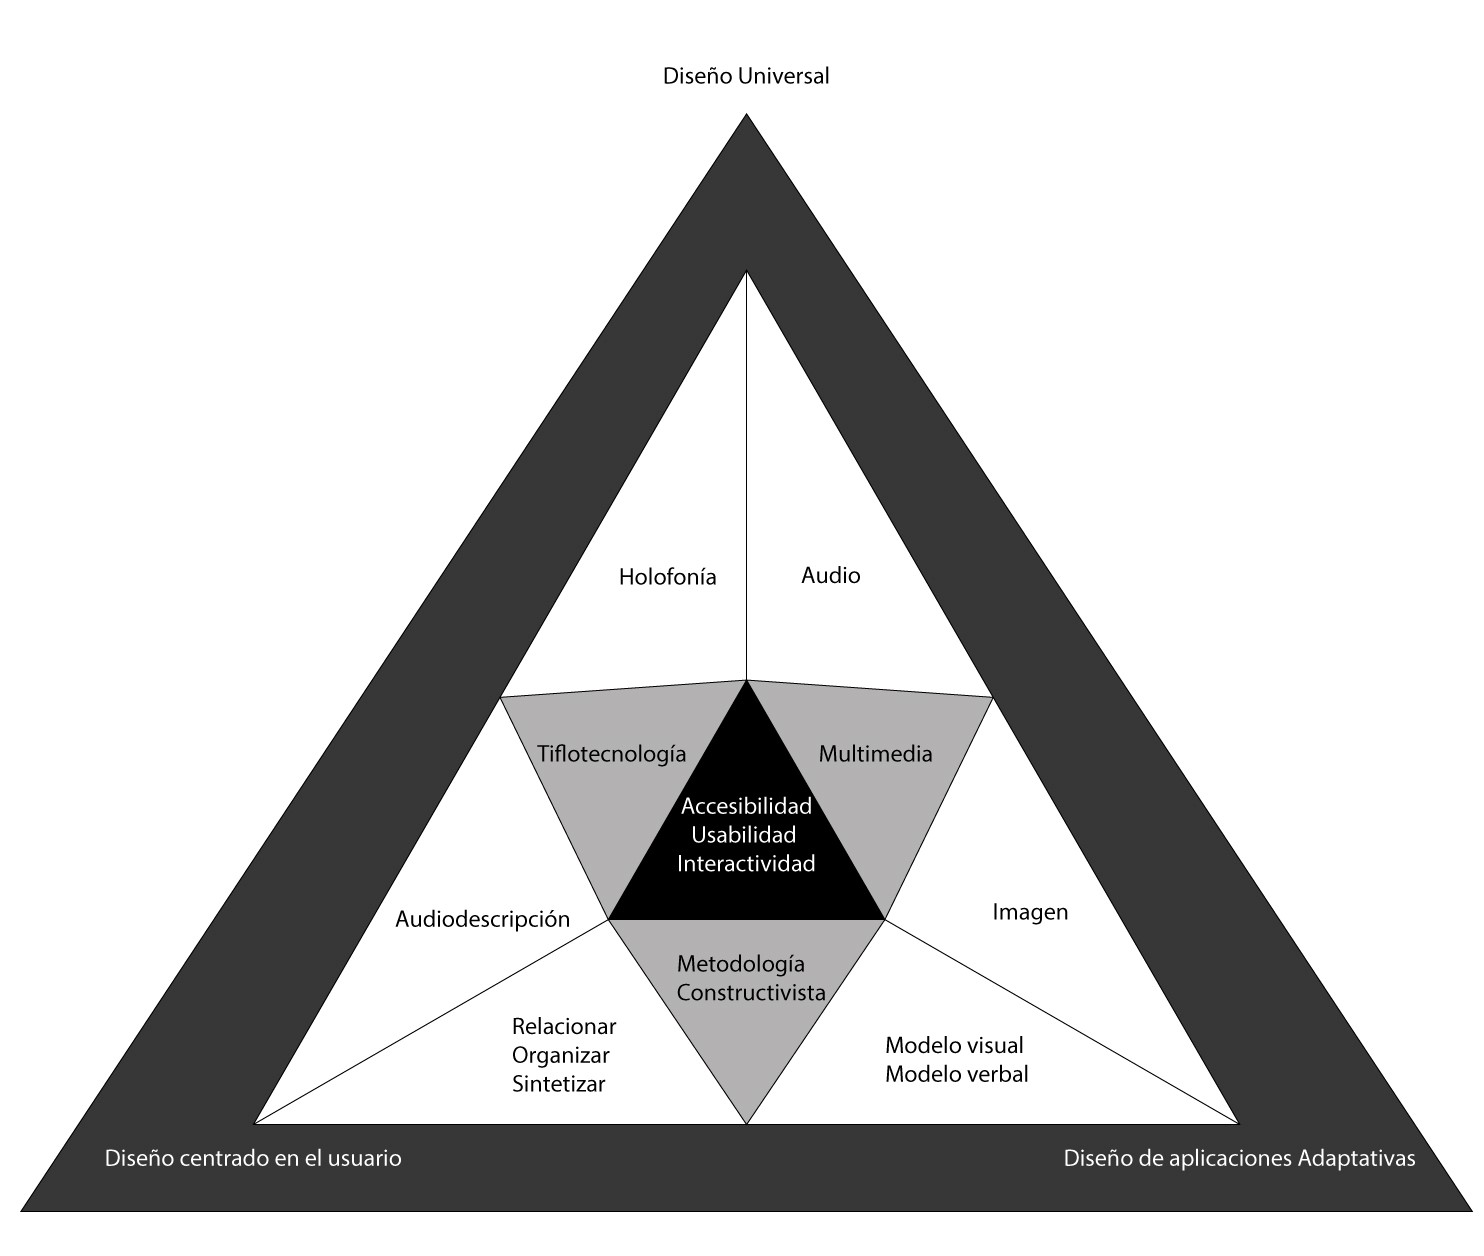 Diseño Universal
Holofonía
Audio
Tiflotecnología
Multimedia
Accesibilidad
Usabilidad
Interactividad
Audiodescripción
Imagen
Metodología
Constructivista
Relacionar
Organizar
Sintetizar
Modelo visual
Modelo verbal
Diseño centrado en el usuario
Diseño de aplicaciones Adaptativas